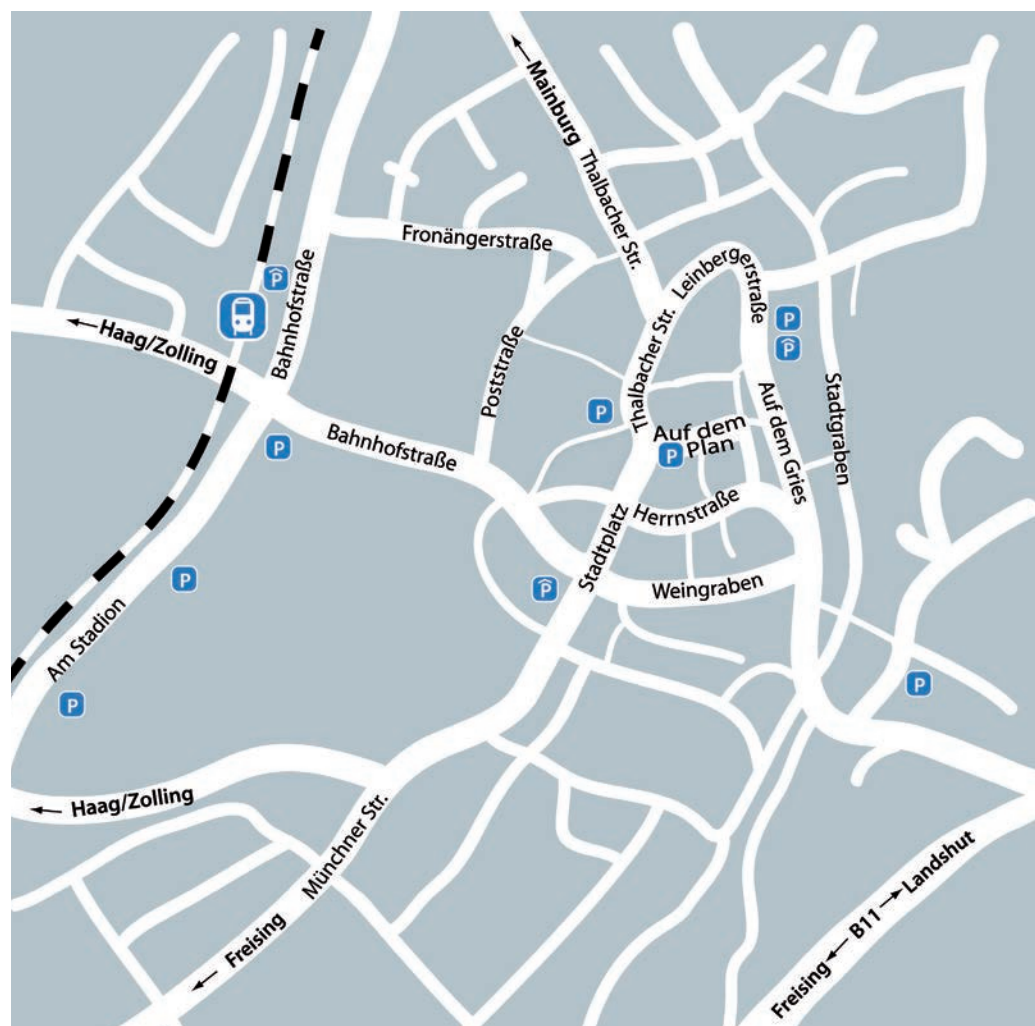 ← Mainburg
Thalbacher Str.
Fronängerstraße
Leinbergerstraße
Bahnhofstraße
P
← Haag/Zolling
Thalbacher Str.
P
P
Poststraße
Stadtgraben
Auf dem Gries
P
Auf dem
Plan
P
P
Bahnhofstraße
Herrnstraße
Stadtplatz
P
P
Weingraben
Am Stadion
P
P
← Haag/Zolling
Münchner Str.
← Freising
Freising ← B11 → Landshut